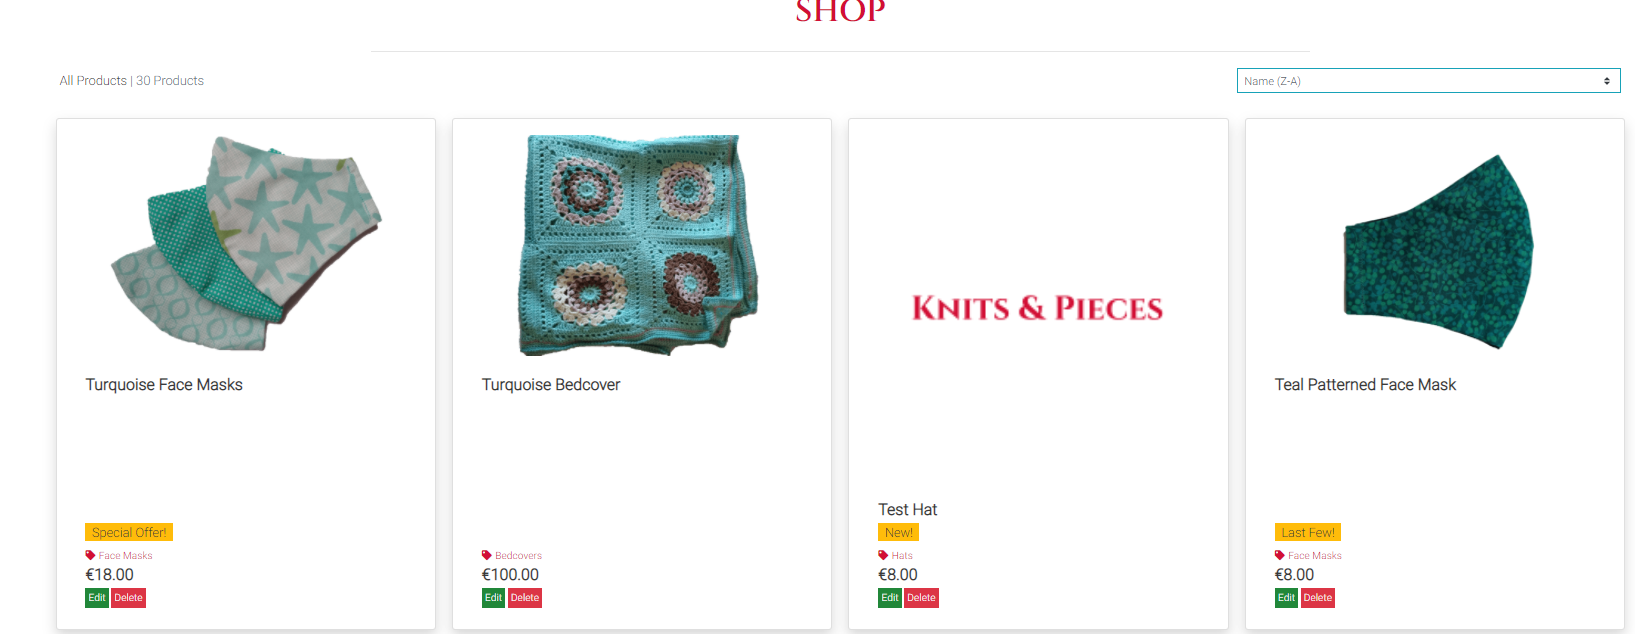 SHOP
All Products | 30 Products
Name (Z-A)
Turquoise Face Masks
Special Offer!
Face Masks
€18.00
Edit Delete
Turquoise Bedcover
Bedcovers
€100.00
Edit Delete
KNITS & PIECES
Test Hat
New!
Hats
€8.00
Edit Delete
Teal Patterned Face Mask
Last Few!
Face Masks
€8.00
Edit Delete